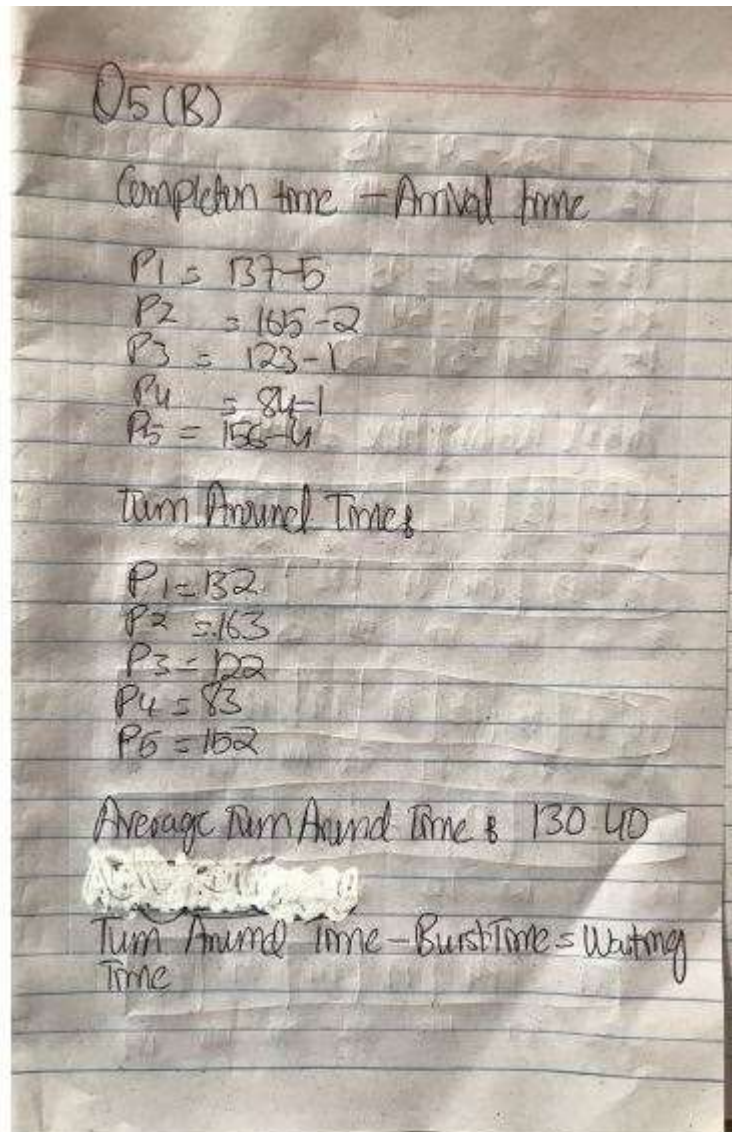 Q5(B)
Completion time - Arrival time
P1 = 137-5
P2 = 165-2
P3 = 123-1
P4 = 84-1
P5 = 156-4
Turn Around Time:
P1 = 132
P2 = 163
P3 = 122
P4 = 83
P5 = 152
Average Turn Around Time: 130.40
Turn Around Time - Burst Time = Waiting
Time